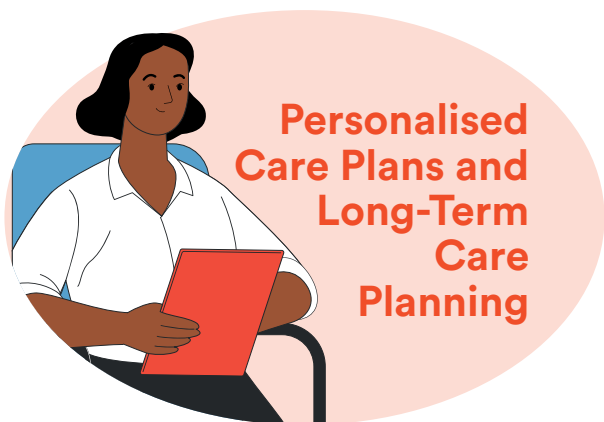 Personalised
Care Plans and
Long-Term
Care
Planning